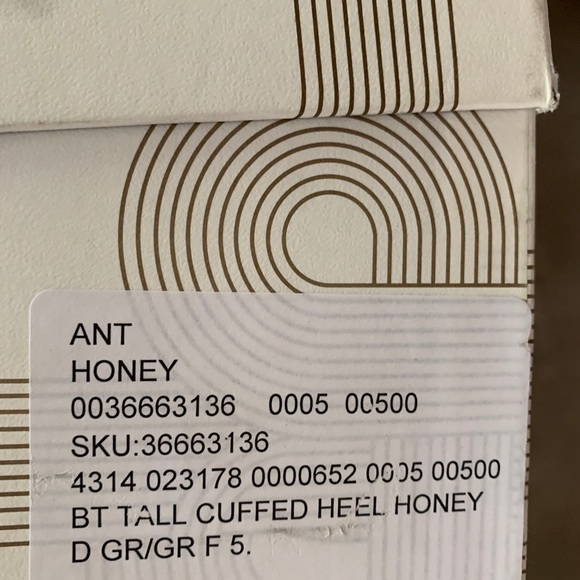 ANT
HONEY
0036663136 0005 00500
SKU:36663136
4314 023178 0000652 0005 00500
BT TALL CUFFED HEEL HONEY
D GR/GR F 5.